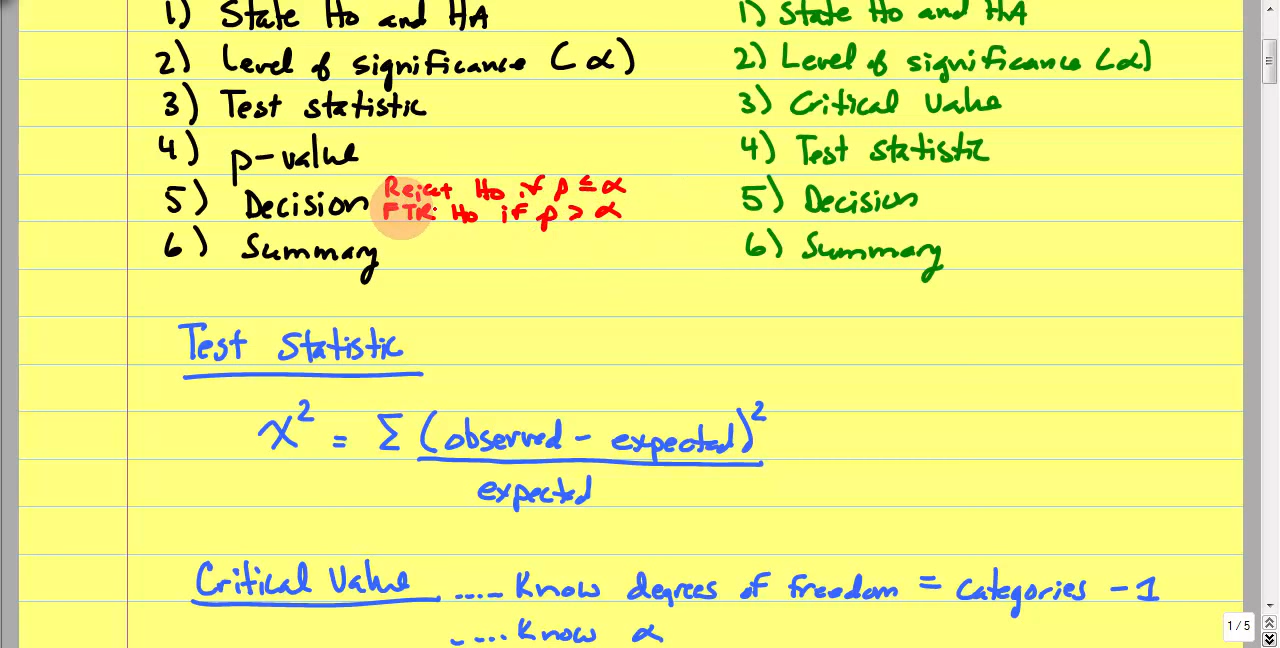 1) State Ho and HA
2) Level of significance (α)
3) Test statistic
4) p-value
5) Decision Reject Ho if p ≤ α
FTR Ho if p > α
6) Summary
1) State Ho and HA
2) Level of significance (α)
3) Critical Value
4) Test statistic
5) Decision
6) Summary
Test Statistic
χ² = Σ (observed - expected)²
expected
Critical Value ..... Know degrees of freedom = categories - 1
..... Know α
1 / 5